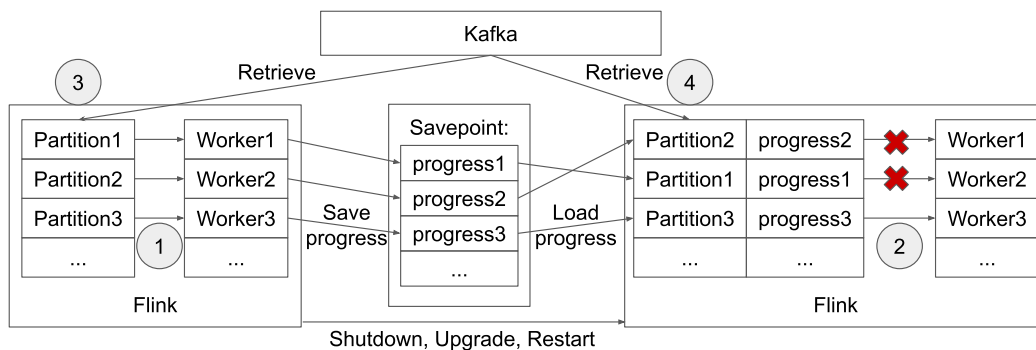 Kafka
Retrieve
Retrieve
3
4
Partition1
Worker1
Partition2
Worker2
Partition3
Worker3
...
...
1
Flink
Save
progress
Savepoint:
progress1
progress2
progress3
...
Load
progress
Partition2
progress2
Worker1
Partition1
progress1
Worker2
Partition3
progress3
Worker3
...
...
...
2
Flink
Shutdown, Upgrade, Restart